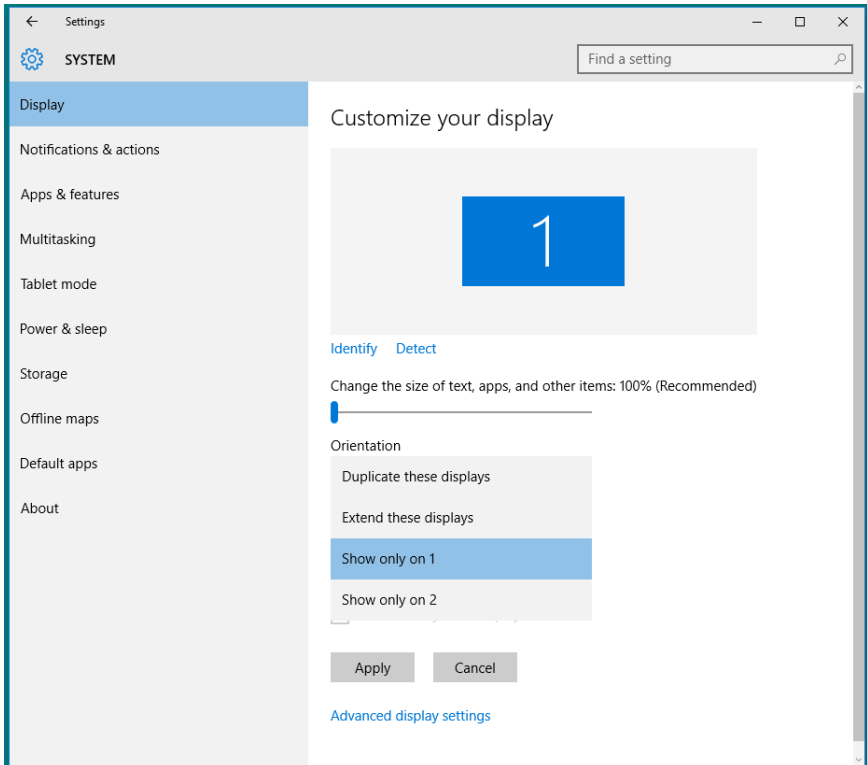 Settings
SYSTEM
Find a setting
Display
Notifications & actions
Apps & features
Multitasking
Tablet mode
Power & sleep
Storage
Offline maps
Default apps
About
Customize your display
1
Identify Detect
Change the size of text, apps, and other items: 100% (Recommended)
Orientation
Duplicate these displays
Extend these displays
Show only on 1
Show only on 2
Apply Cancel
Advanced display settings